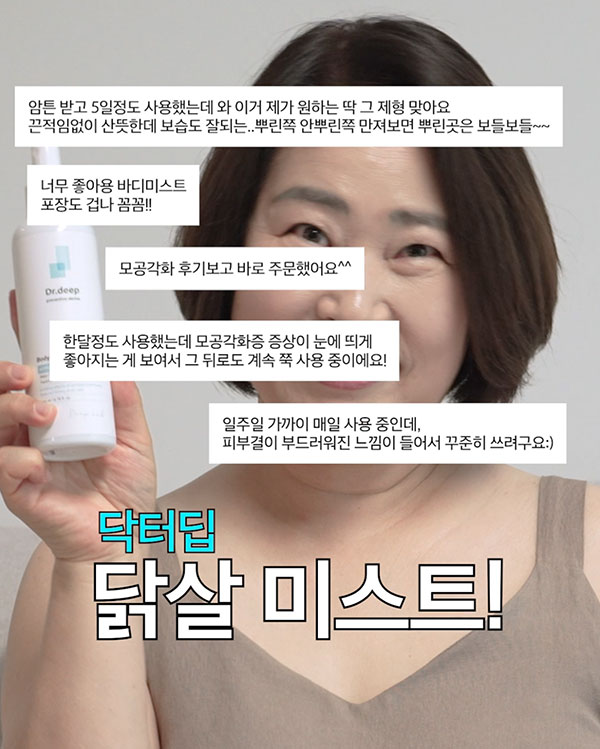 암튼 받고 5일정도 사용했는데 와 이거 제가 원하는 딱 그 제형 맞아요
끈적임없이 산뜻한데 보습도 잘되는..뿌린쪽 안뿌린쪽 만져보면 뿌린곳은 보들보들~~
너무 좋아용 바디미스트
포장도 겁나 꼼꼼!!
Dr.deep
모공각화 후기보고 바로 주문했어요^^
한달정도 사용했는데 모공각화증 증상이 눈에 띄게
좋아지는 게 보여서 그 뒤로도 계속 쭉 사용 중이에요!
Body
일주일 가까이 매일 사용 중인데,
피부결이 부드러워진 느낌이 들어서 꾸준히 쓰려구요:)
닥터딥
닭살 미스트!